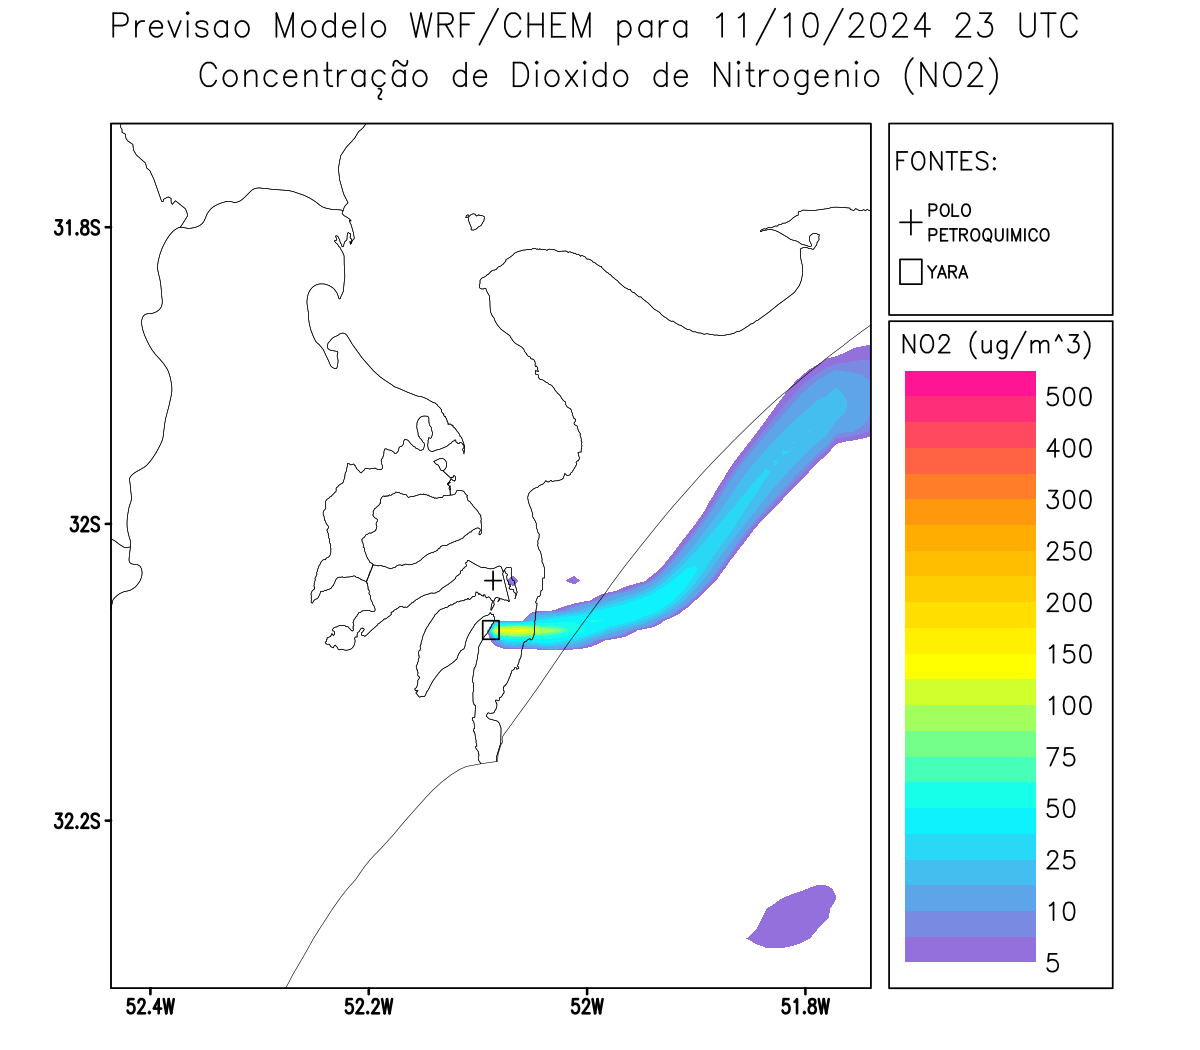 Previsao Modelo WRF/CHEM para 11/10/2024 23 UTC
Concentração de Dioxido de Nitrogenio (NO2)
FONTES:
POLO
PETROQUIMICO
YARA
NO2 (ug/m^3)
500
400
300
250
200
150
100
75
50
25
10
5
31.8S
32S
32.2S
52.4W
52.2W
52W
51.8W